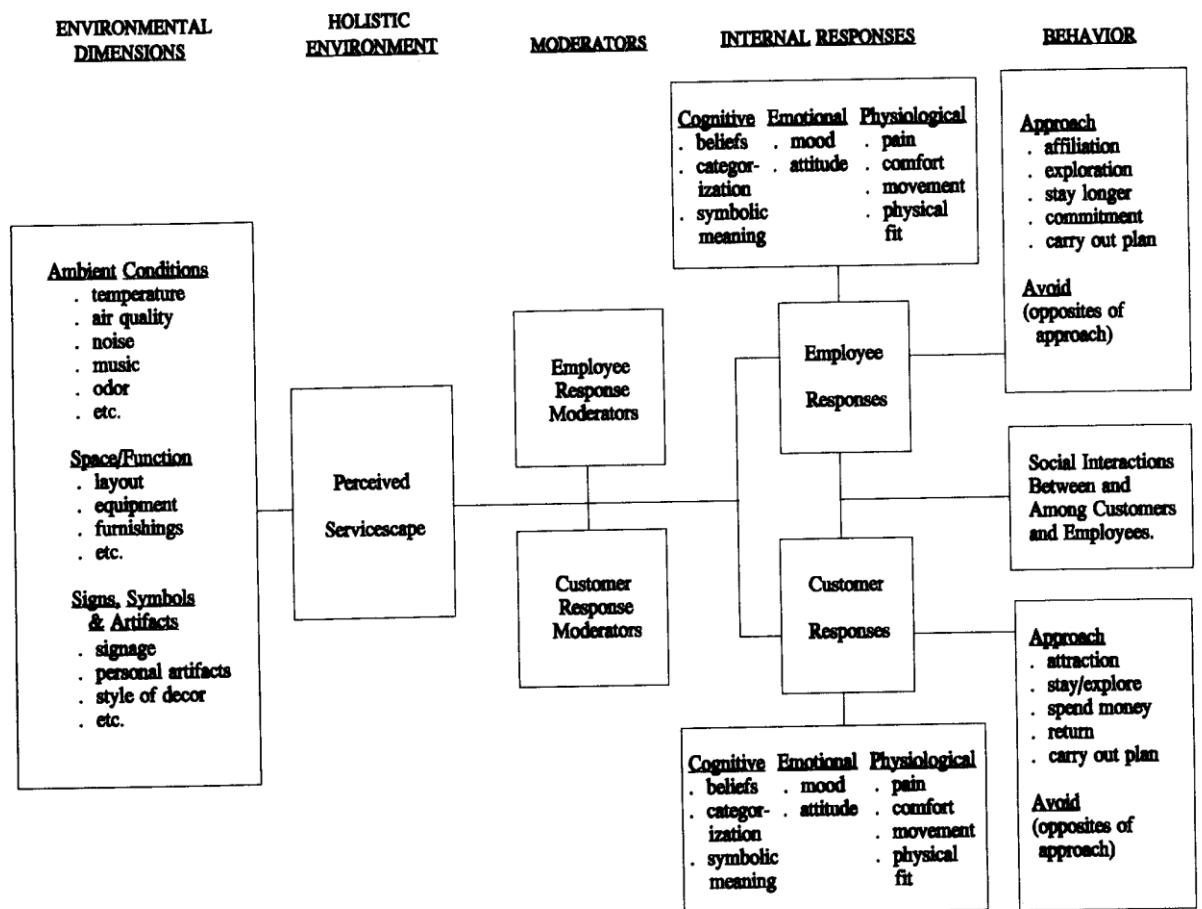 ENVIRONMENTAL
DIMENSIONS
HOLISTIC
ENVIRONMENT
MODERATORS
INTERNAL RESPONSES
BEHAVIOR
Ambient Conditions
. temperature
. air quality
. noise
. music
. odor
. etc.
Space/Function
. layout
. equipment
. furnishings
. etc.
Signs, Symbols
& Artifacts
. signage
. personal artifacts
. style of decor
. etc.
Perceived
Servicescape
Employee
Response
Moderators
Customer
Response
Moderators
Cognitive
. beliefs
. categor-
ization
. symbolic
meaning
Emotional
. mood
. attitude
Physiological
. pain
. comfort
. movement
. physical
fit
Employee
Responses
Customer
Responses
Cognitive
. beliefs
. categor-
ization
. symbolic
meaning
Emotional
. mood
. attitude
Physiological
. pain
. comfort
. movement
. physical
fit
Approach
. affiliation
. exploration
. stay longer
. commitment
. carry out plan
Avoid
(opposites of
approach)
Social Interactions
Between and
Among Customers
and Employees.
Approach
. attraction
. stay/explore
. spend money
. return
. carry out plan
Avoid
(opposites of
approach)